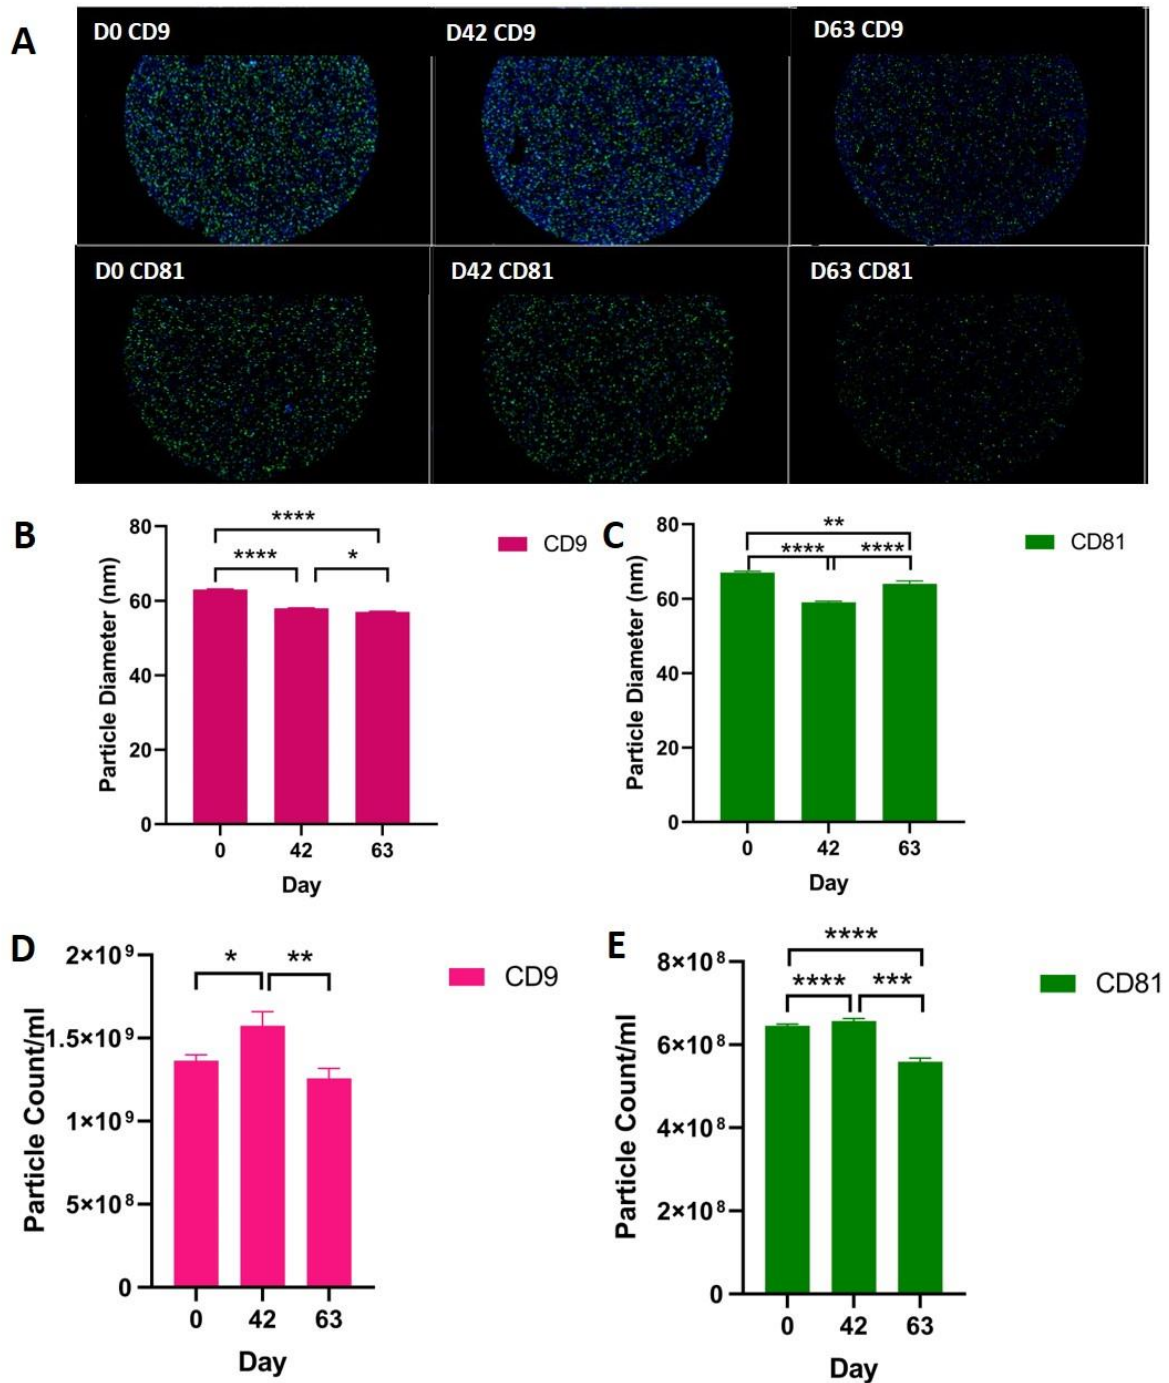 A
D0 CD9
D42 CD9
D63 CD9
D0 CD81
D42 CD81
D63 CD81
B
80
60
40
20
0
Particle Diameter (nm)
****
****
*
0 42 63
Day
CD9
C
80
60
40
20
0
Particle Diameter (nm)
**
****
****
0 42 63
Day
CD81
D
2×10⁹
1.5×10⁹
1×10⁹
5×10⁸
0
Particle Count/ml
*
**
0 42 63
Day
CD9
E
8×10⁸
6×10⁸
4×10⁸
2×10⁸
0
Particle Count/ml
****
****
***
0 42 63
Day
CD81